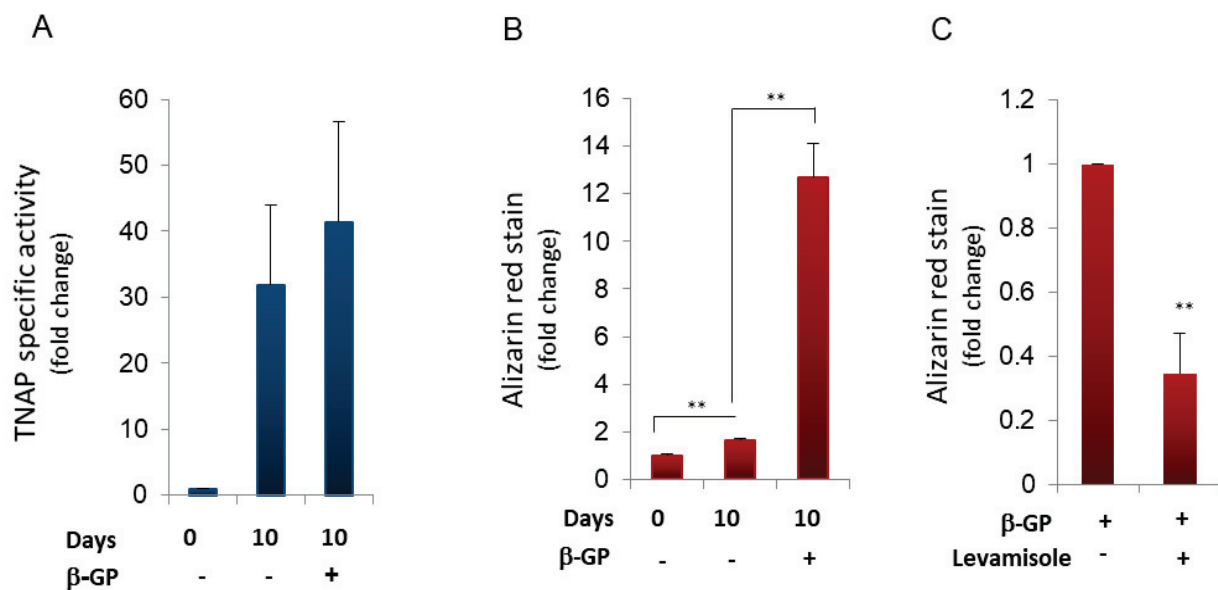 A
TNAP specific activity
(fold change)
60
50
40
30
20
10
0
Days 0 10 10
β-GP - - +
B
Alizarin red stain
(fold change)
16
14
12
10
8
6
4
2
0
**
**
Days 0 10 10
β-GP - - +
C
Alizarin red stain
(fold change)
1.2
1
0.8
0.6
0.4
0.2
0
**
β-GP + +
Levamisole - +